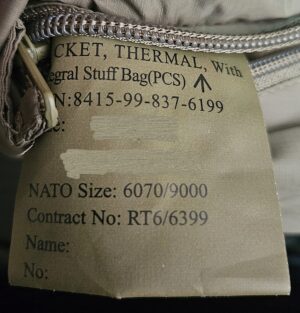 CKET, THERMAL, With
egral Stuff Bag(PCS) ↑
N:8415-99-837-6199
e:
NATO Size: 6070/9000
Contract No: RT6/6399
Name:
No: